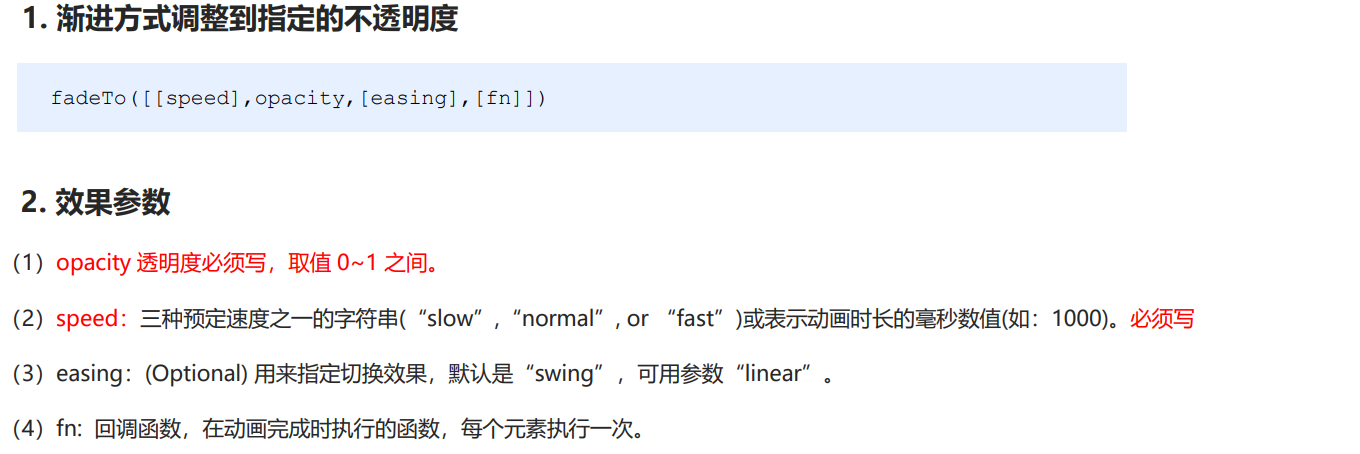 1. 渐进方式调整到指定的不透明度
fadeTo([[speed],opacity,[easing],[fn]])
2. 效果参数
（1）opacity 透明度必须写，取值 0~1 之间。
（2）speed：三种预定速度之一的字符串(“slow”,“normal”, or “fast”)或表示动画时长的毫秒数值(如：1000)。必须写
（3）easing：(Optional) 用来指定切换效果，默认是“swing”，可用参数“linear”。
（4）fn: 回调函数，在动画完成时执行的函数，每个元素执行一次。